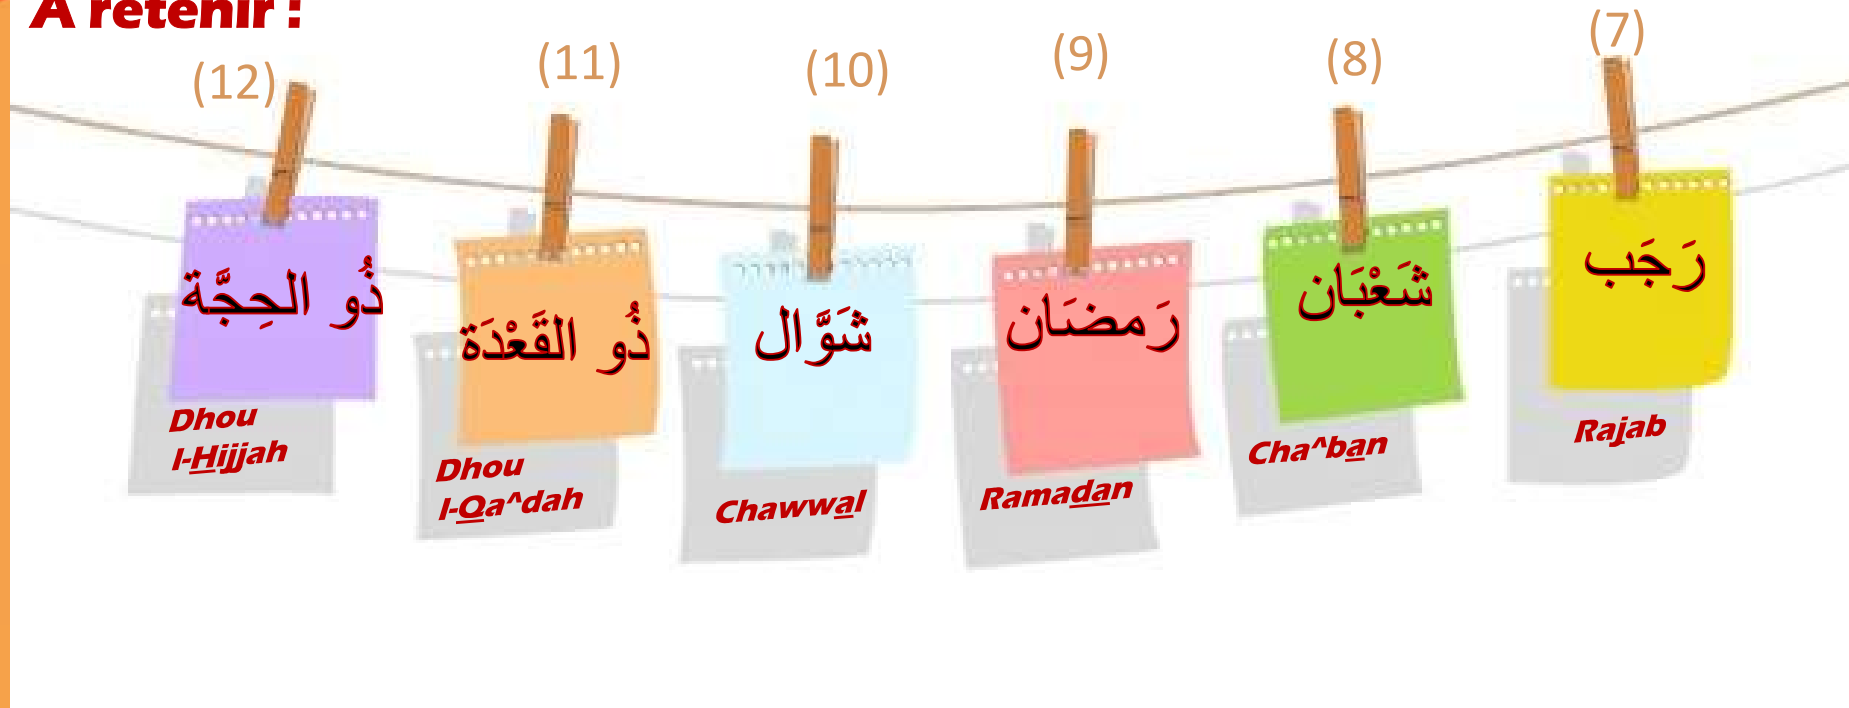 A retenir :
(7)
رَجَب
Rajab
(8)
شَعْبَان
Cha^ban
(9)
رَمضَان
Ramadan
(10)
شَوَّال
Chawwal
(11)
ذُو القَعْدَة
Dhou
l-Qa^dah
(12)
ذُو الحِجَّة
Dhou
l-Hijjah